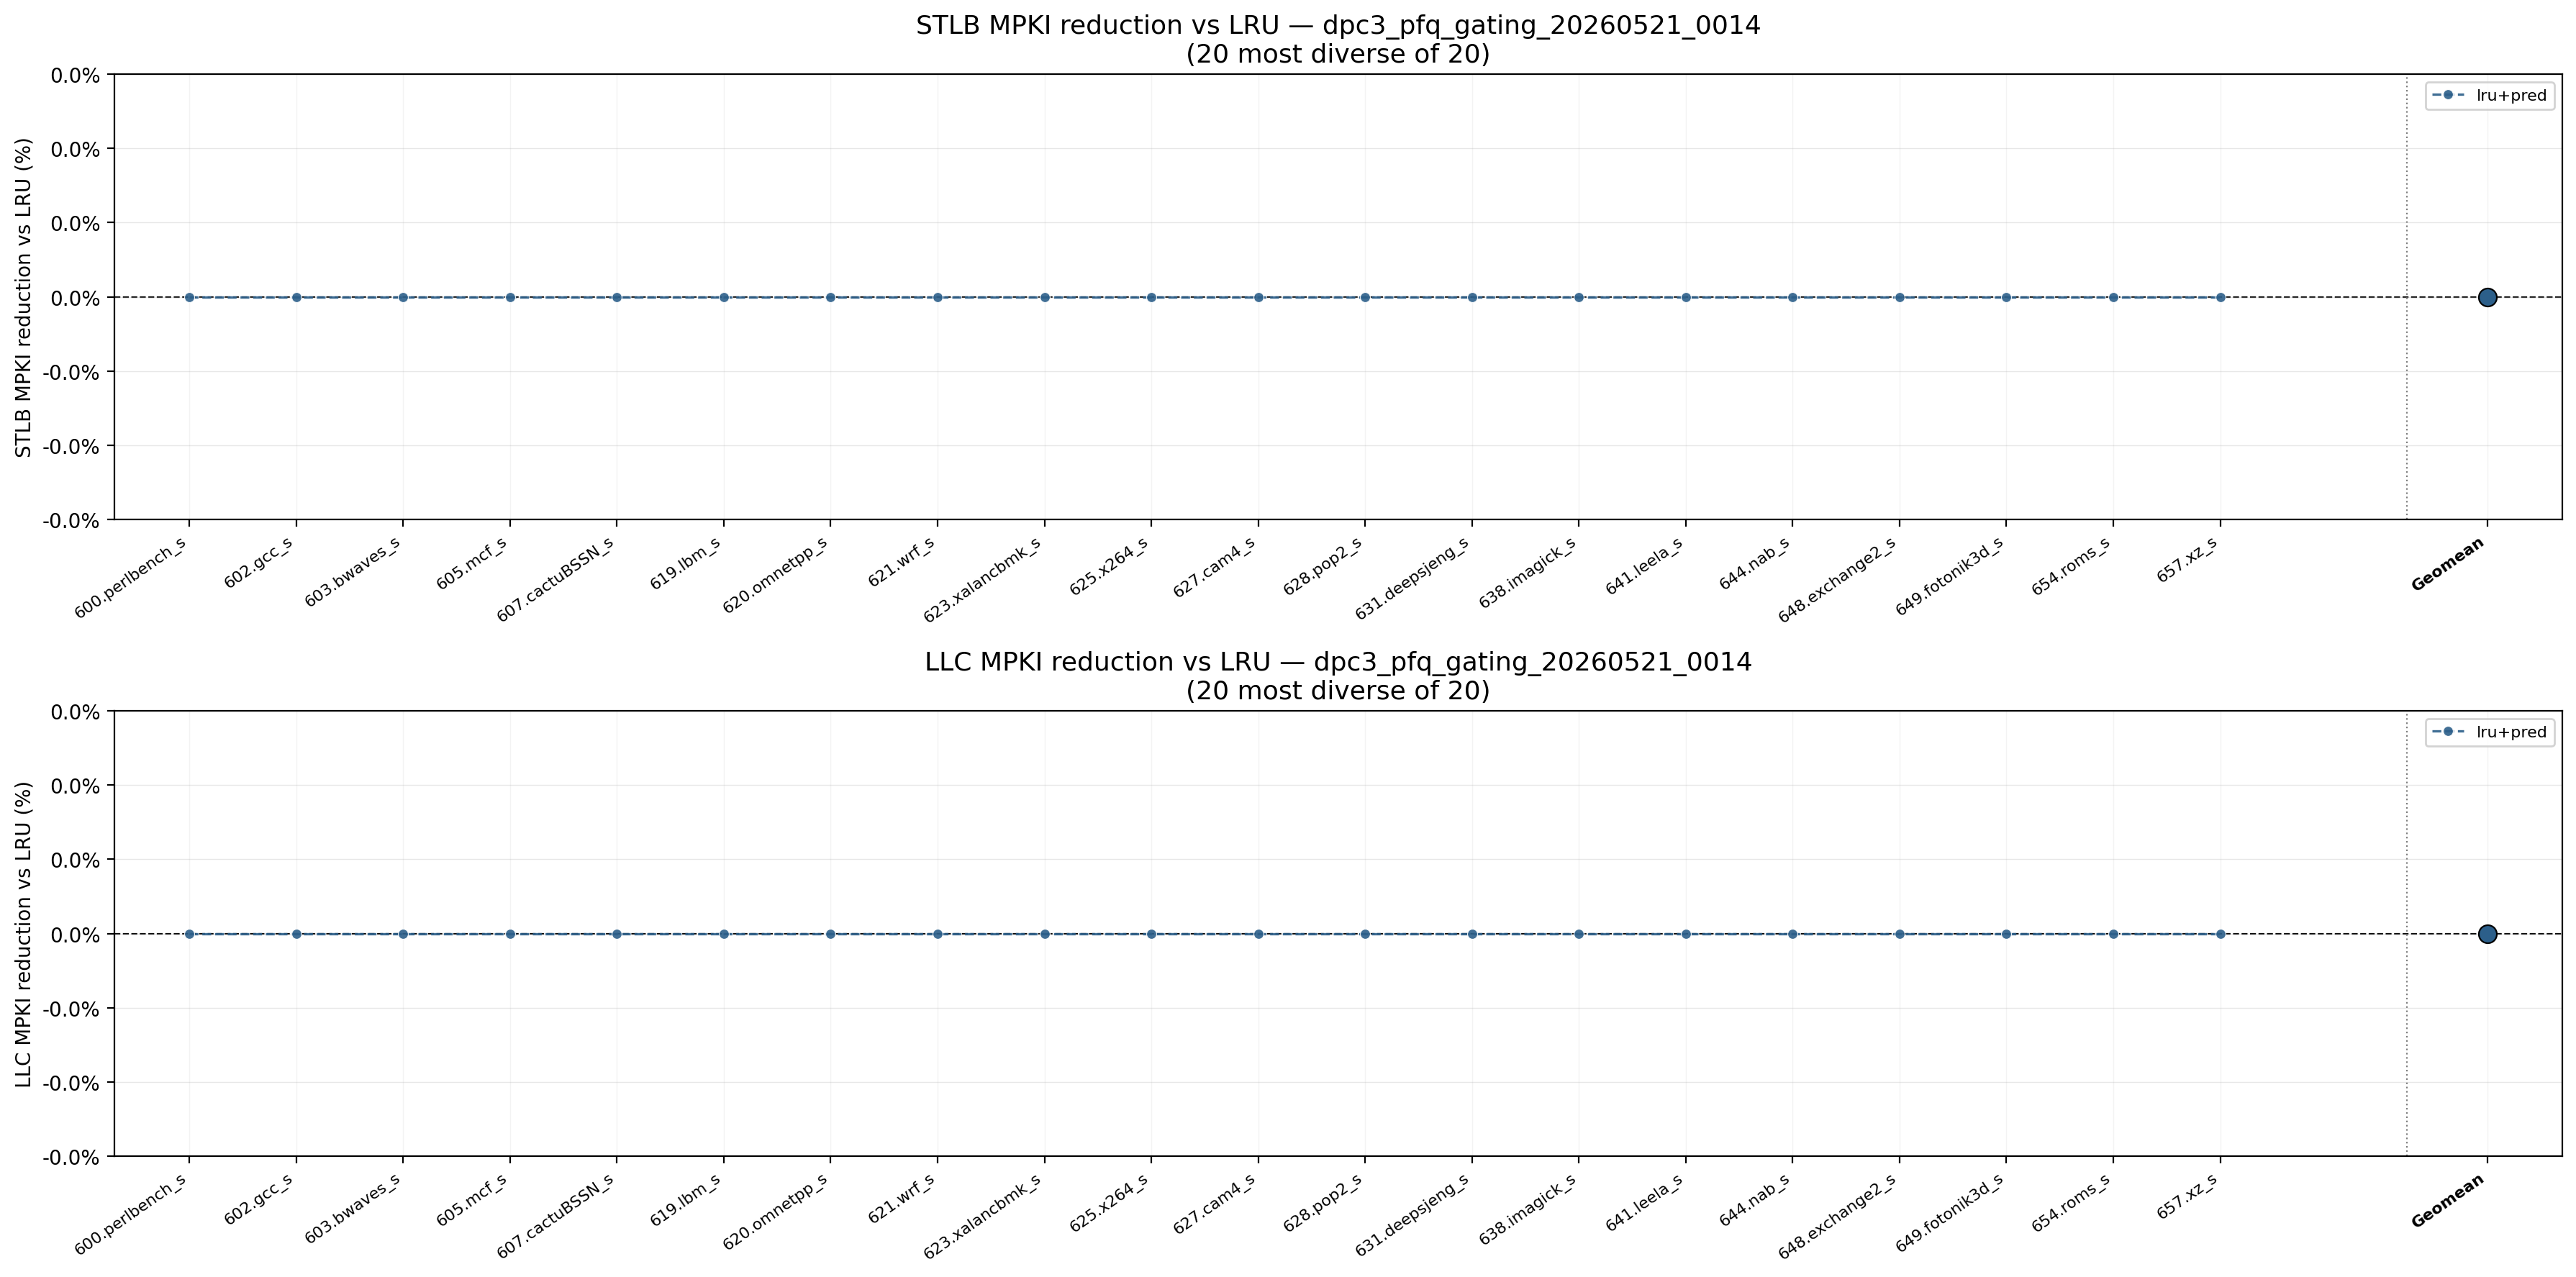 STLB MPKI reduction vs LRU — dpc3_pfq_gating_20260521_0014
(20 most diverse of 20)
STLB MPKI reduction vs LRU (%)
0.0%
0.0%
0.0%
0.0%
-0.0%
-0.0%
-0.0%
lru+pred
600.perlbench_s
602.gcc_s
603.bwaves_s
605.mcf_s
607.cactuBSSN_s
619.lbm_s
620.omnetpp_s
621.wrf_s
623.xalancbmk_s
625.x264_s
627.cam4_s
628.pop2_s
631.deepsjeng_s
638.imagick_s
641.leela_s
644.nab_s
648.exchange2_s
649.fotonik3d_s
654.roms_s
657.xz_s
Geomean
LLC MPKI reduction vs LRU — dpc3_pfq_gating_20260521_0014
(20 most diverse of 20)
LLC MPKI reduction vs LRU (%)
0.0%
0.0%
0.0%
0.0%
-0.0%
-0.0%
-0.0%
lru+pred
600.perlbench_s
602.gcc_s
603.bwaves_s
605.mcf_s
607.cactuBSSN_s
619.lbm_s
620.omnetpp_s
621.wrf_s
623.xalancbmk_s
625.x264_s
627.cam4_s
628.pop2_s
631.deepsjeng_s
638.imagick_s
641.leela_s
644.nab_s
648.exchange2_s
649.fotonik3d_s
654.roms_s
657.xz_s
Geomean